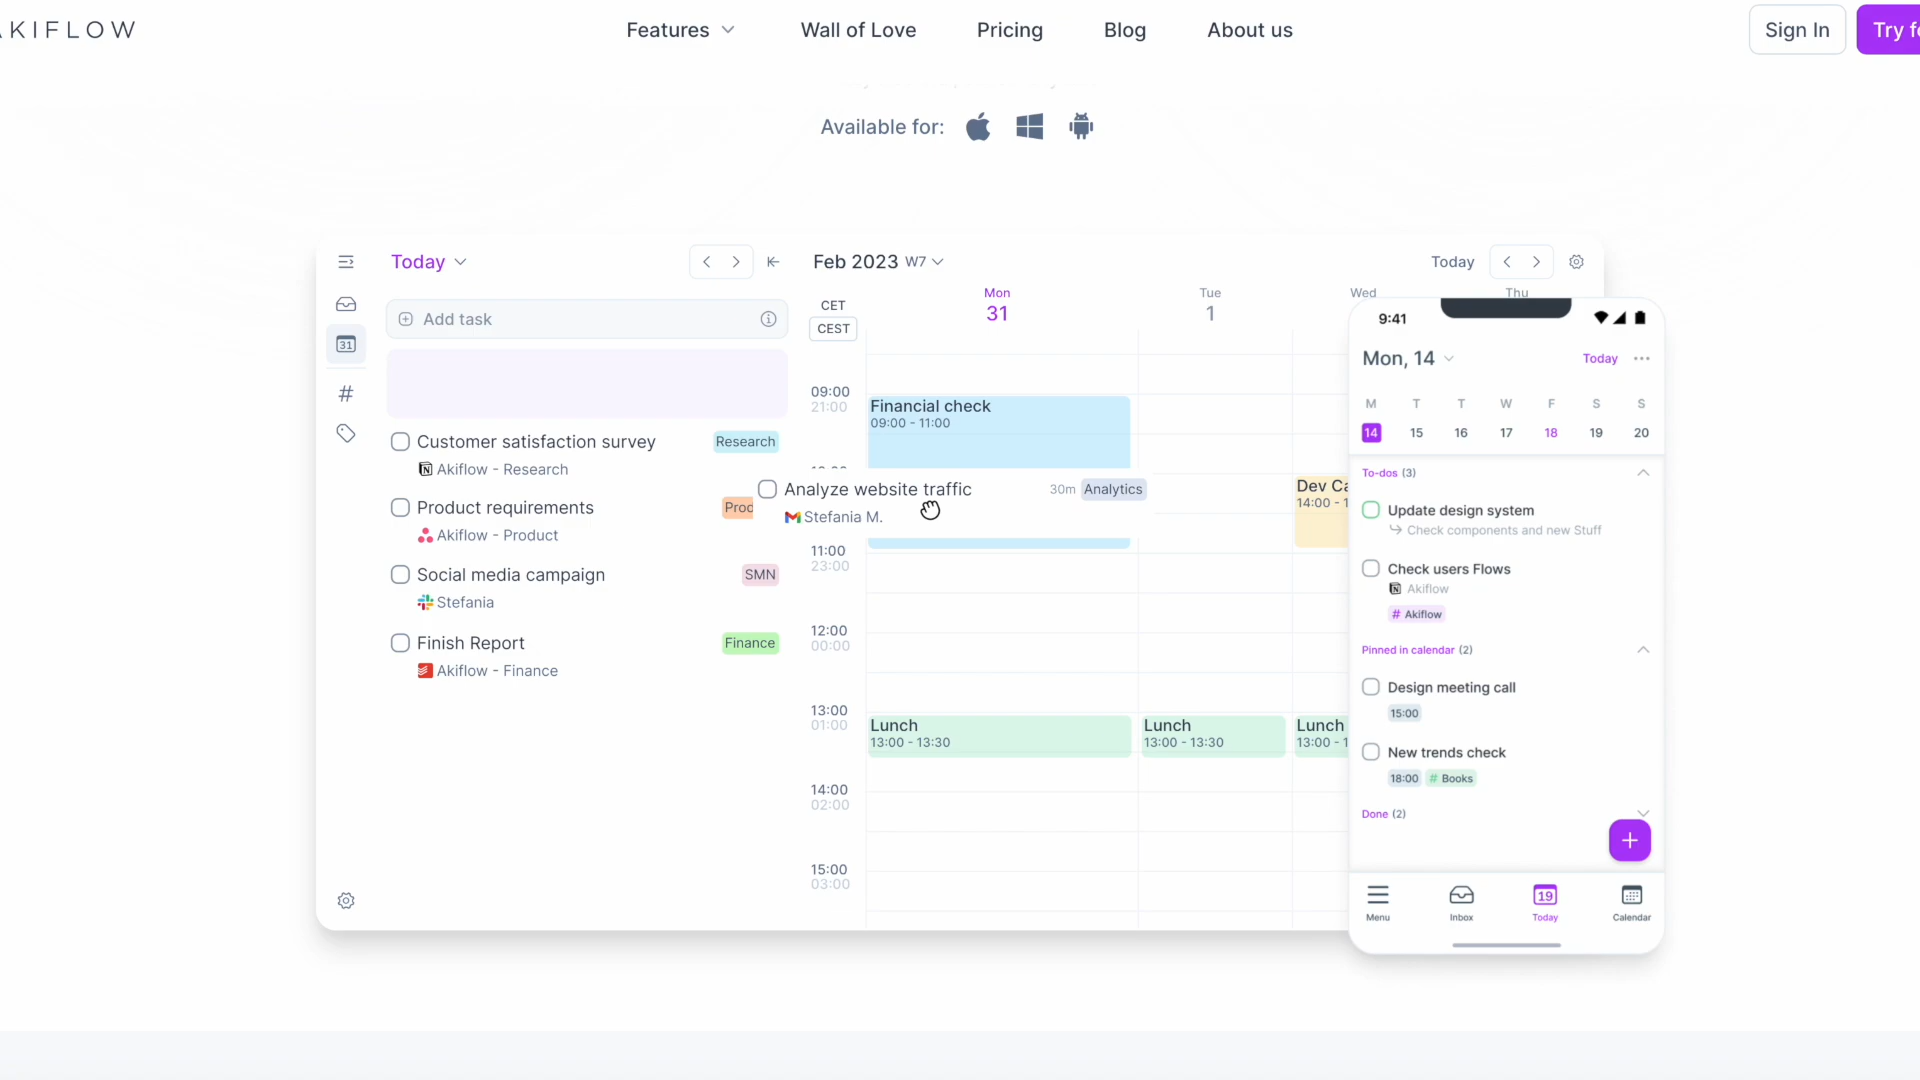 AKIFLOW
Features
Wall of Love
Pricing
Blog
About us
Sign In
Try fo
Available for:
Today
Add task
Customer satisfaction survey
Research
Akiflow - Research
Product requirements
Prod
Akiflow - Product
Social media campaign
SMN
Stefania
Finish Report
Finance
Akiflow - Finance
Analyze website traffic
30m
Analytics
Stefania M.
Feb 2023 W7
Today
CET
CEST
Mon
31
Tue
1
Wed
Thu
09:00
21:00
11:00
23:00
12:00
00:00
13:00
01:00
14:00
02:00
15:00
03:00
Financial check
09:00 - 11:00
Dev Ca
14:00 - 1
Lunch
13:00 - 13:30
Lunch
13:00 - 13:30
Lunch
13:00 - 1
31
9:41
Mon, 14
Today
M T T W F S S
14 15 16 17 18 19 20
To-dos (3)
Update design system
Check components and new Stuff
Check users Flows
Akiflow
# Akiflow
Pinned in calendar (2)
Design meeting call
15:00
New trends check
18:00 # Books
Done (2)
19
Menu
Inbox
Today
Calendar